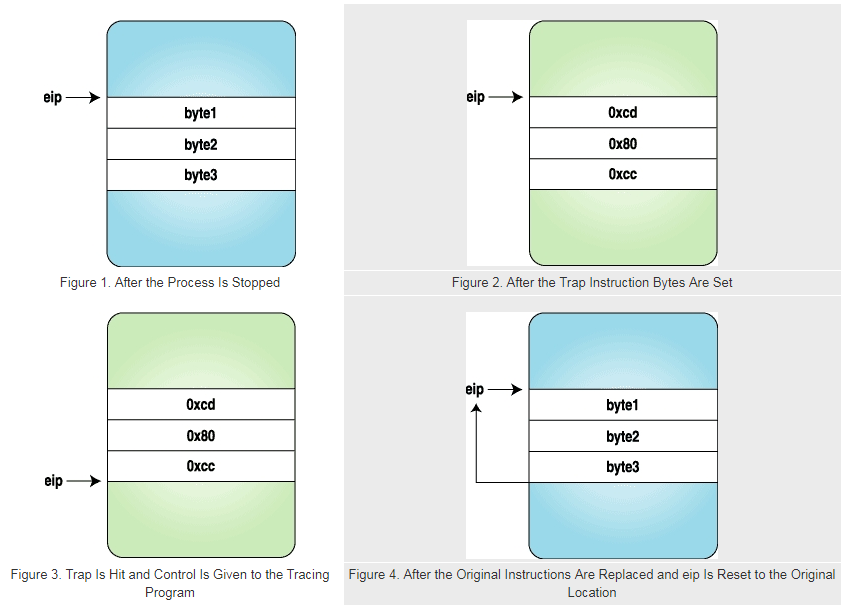 eip
byte1
byte2
byte3
Figure 1. After the Process Is Stopped
eip
0xcd
0x80
0xcc
Figure 2. After the Trap Instruction Bytes Are Set
0xcd
0x80
0xcc
eip
Figure 3. Trap Is Hit and Control Is Given to the Tracing
Program
eip
byte1
byte2
byte3
Figure 4. After the Original Instructions Are Replaced and eip Is Reset to the Original
Location